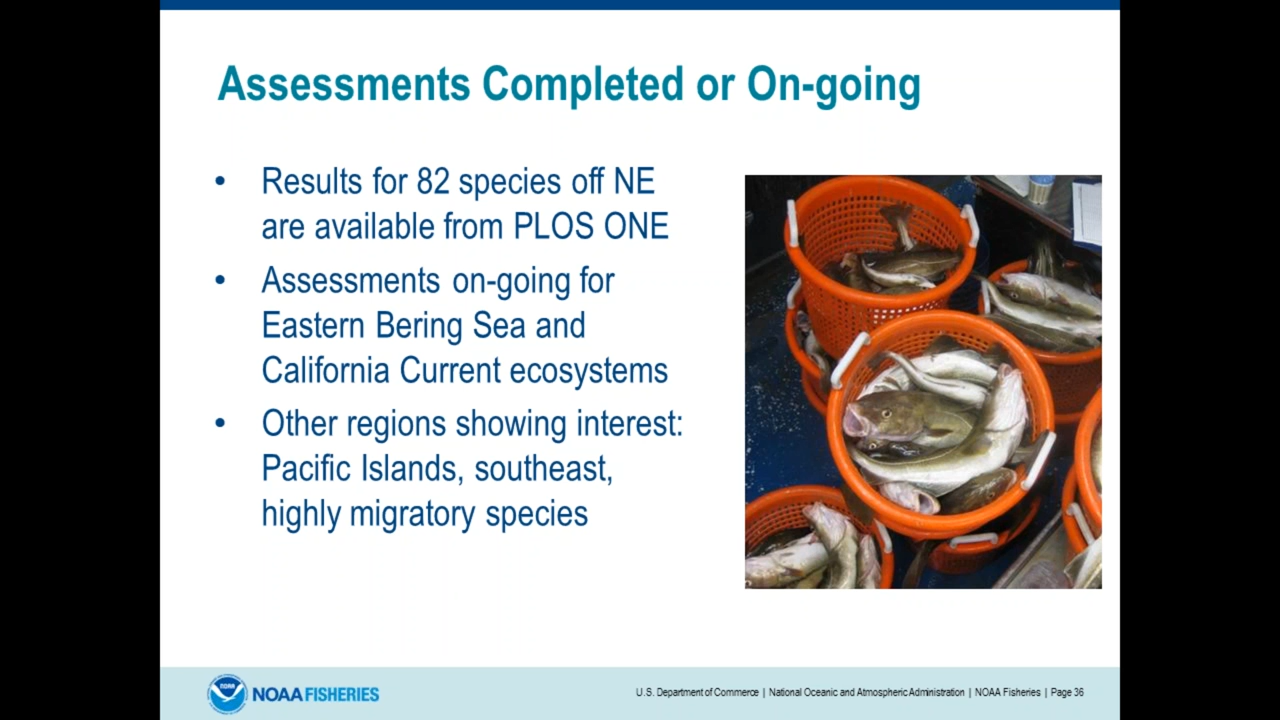 Assessments Completed or On-going
• Results for 82 species off NE
are available from PLOS ONE
• Assessments on-going for
Eastern Bering Sea and
California Current ecosystems
• Other regions showing interest:
Pacific Islands, southeast,
highly migratory species
NOAA
NOAA FISHERIES
U.S. Department of Commerce | National Oceanic and Atmospheric Administration | NOAA Fisheries | Page 36